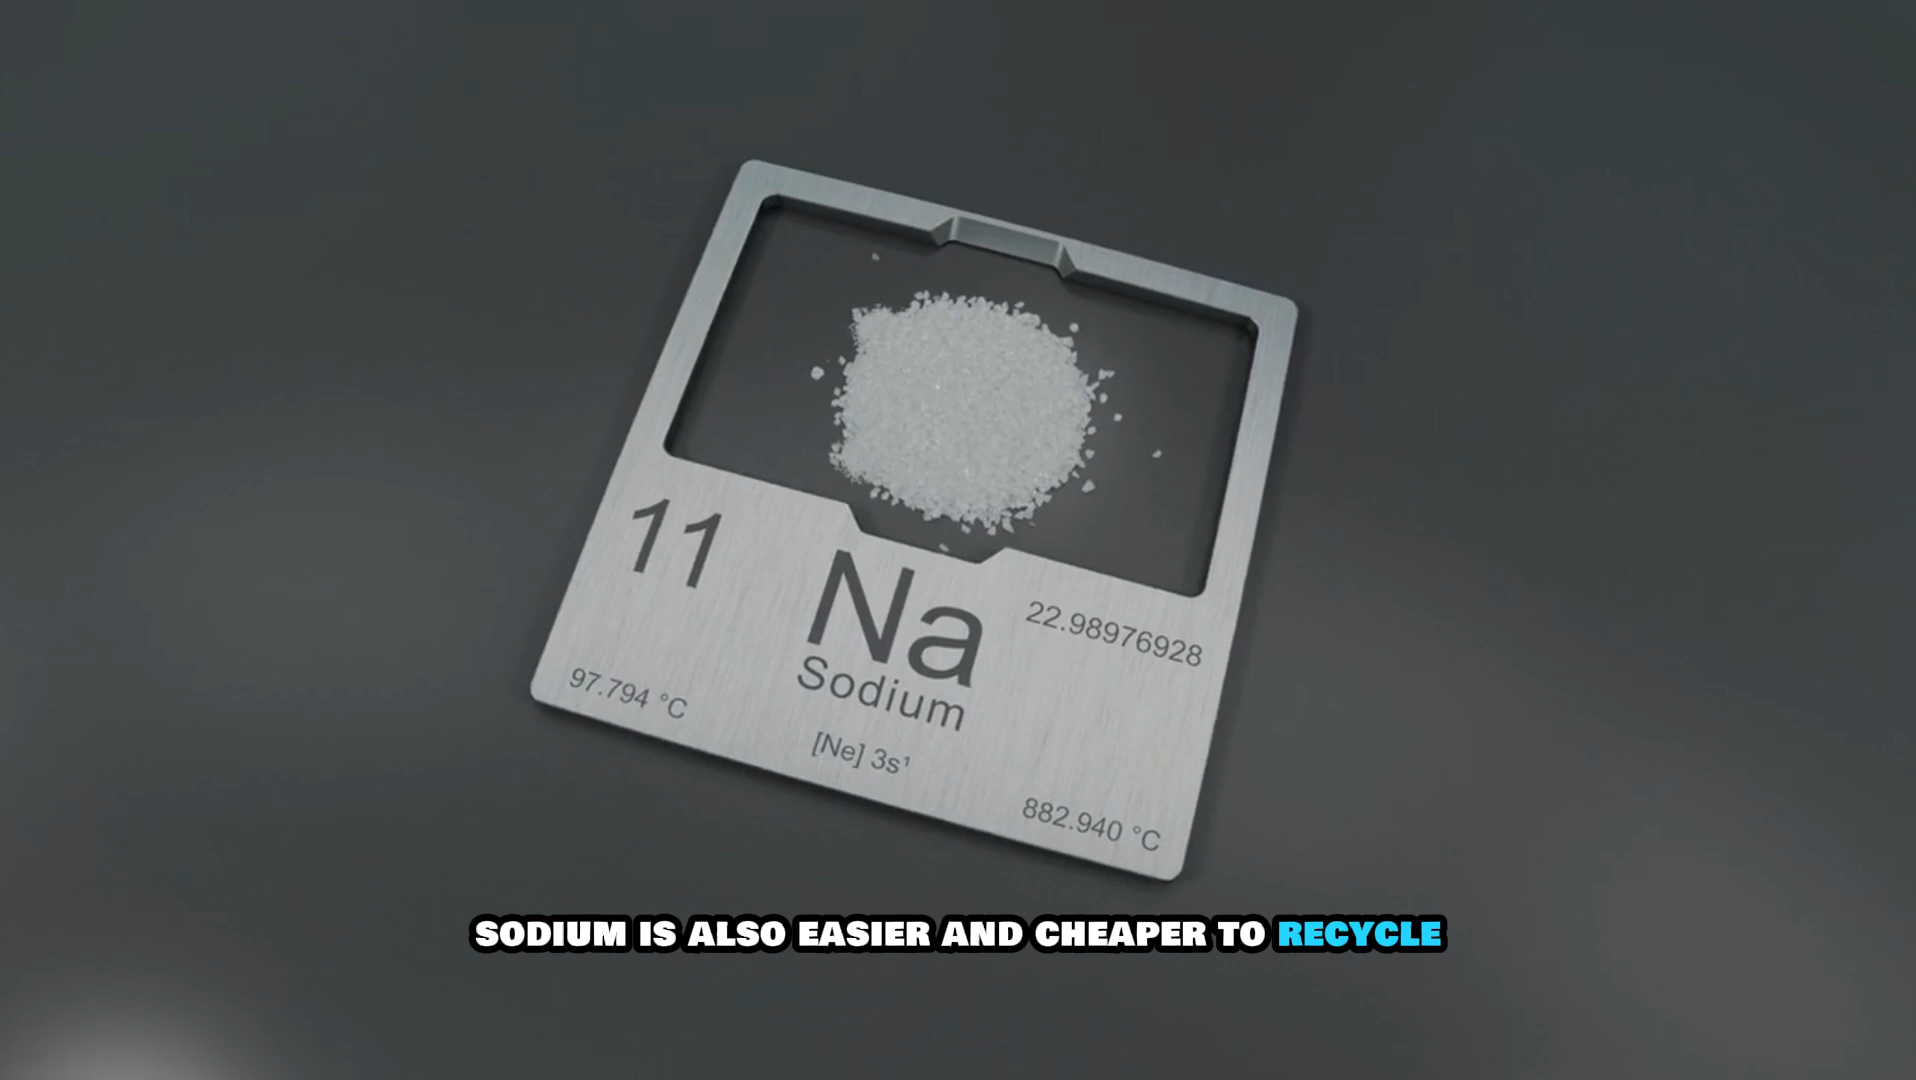 11
Na
22.98976928
Sodium
97.794 °C
[Ne] 3s¹
882.940 °C
SODIUM IS ALSO EASIER AND CHEAPER TO RECYCLE